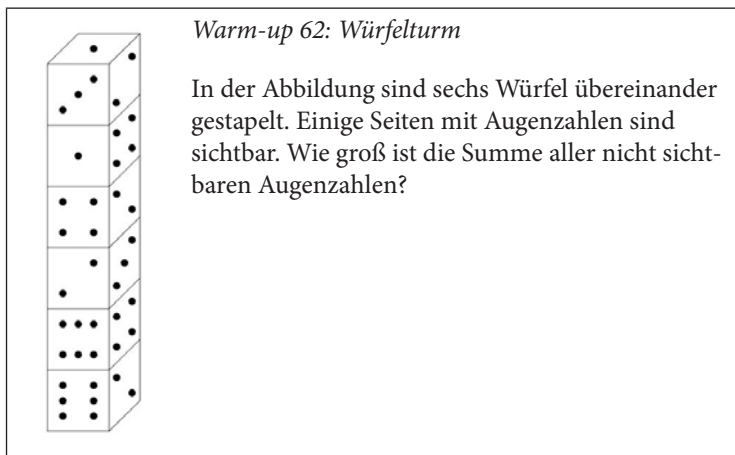 Warm-up 62: Würfelturm
In der Abbildung sind sechs Würfel übereinander
gestapelt. Einige Seiten mit Augenzahlen sind
sichtbar. Wie groß ist die Summe aller nicht sicht-
baren Augenzahlen?